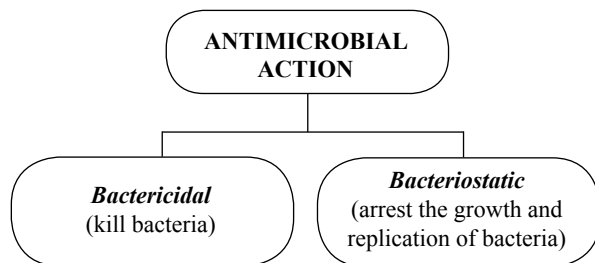 ANTIMICROBIAL
ACTION
Bactericidal
(kill bacteria)
Bacteriostatic
(arrest the growth and
replication of bacteria)